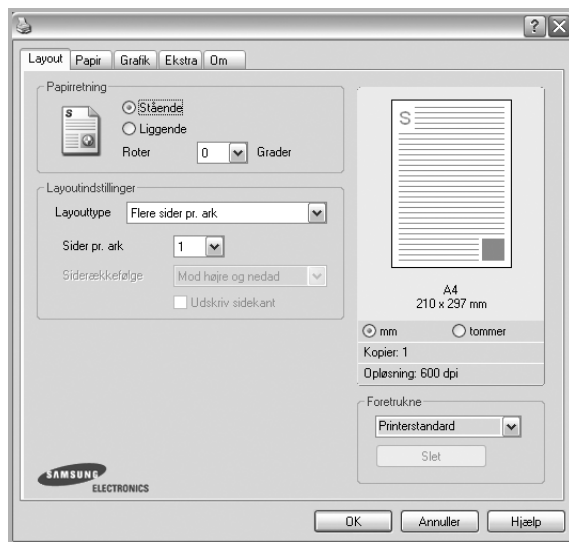 Layout Papir Grafik Ekstra Om
Papirretning
S
Stående
Liggende
Roter 0 Grader
Layoutindstillinger
Layouttype Flere sider pr. ark
Sider pr. ark 1
Siderækkefølge Mod højre og nedad
Udskriv sidekant
S
A4
210 x 297 mm
mm tommer
Kopier: 1
Opløsning: 600 dpi
Foretrukne
Printerstandard
Slet
SAMSUNG
ELECTRONICS
OK Annuller Hjælp